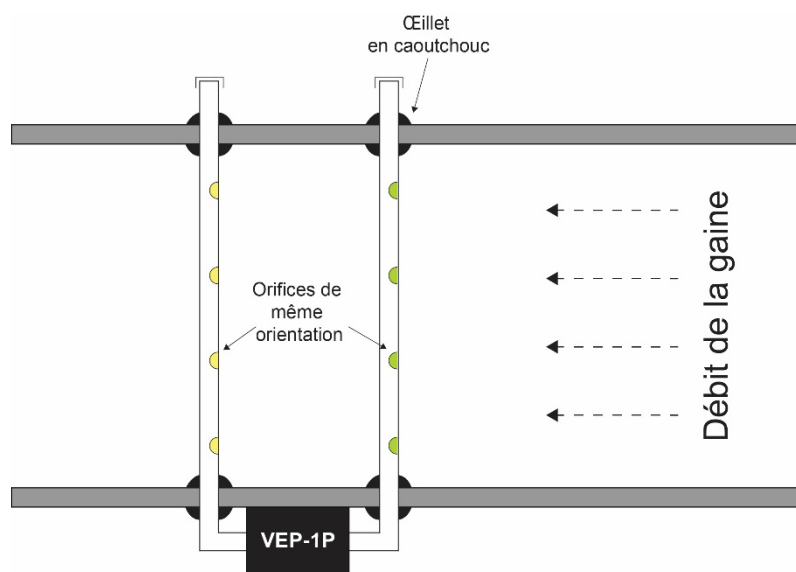 Œillet
en caoutchouc
Orifices de
même
orientation
Débit de la gaine
VEP-1P